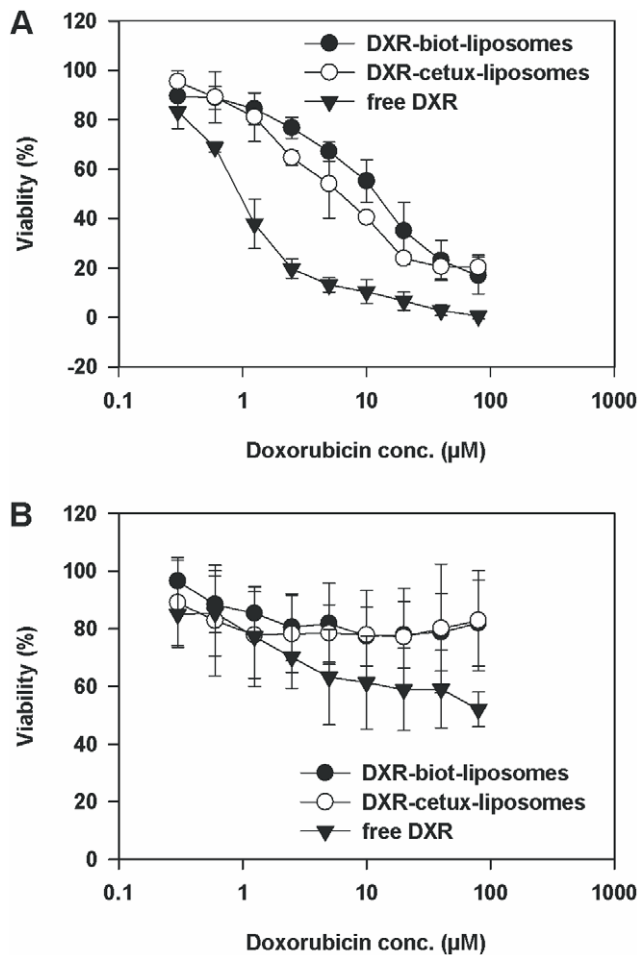 A
120
100
80
60
40
20
0
-20
Viablity (%)
DXR-biot-liposomes
DXR-cetux-liposomes
free DXR
0.1 1 10 100 1000
Doxorubicin conc. (µM)
B
120
100
80
60
40
20
0
Viability (%)
DXR-biot-liposomes
DXR-cetux-liposomes
free DXR
0.1 1 10 100 1000
Doxorubicin conc. (µM)